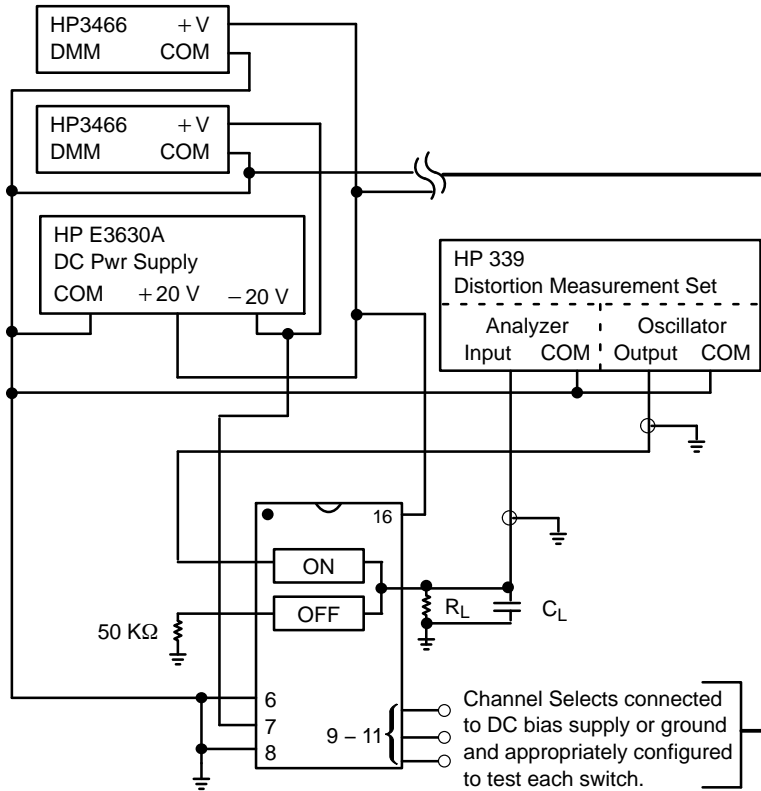 HP3466 +V
DMM COM
HP3466 +V
DMM COM
HP E3630A
DC Pwr Supply
COM +20 V −20 V
HP 339
Distortion Measurement Set
Analyzer Oscillator
Input COM Output COM
16
ON
OFF
50 KΩ
RL
CL
6
7
8
9 – 11
Channel Selects connected
to DC bias supply or ground
and appropriately configured
to test each switch.